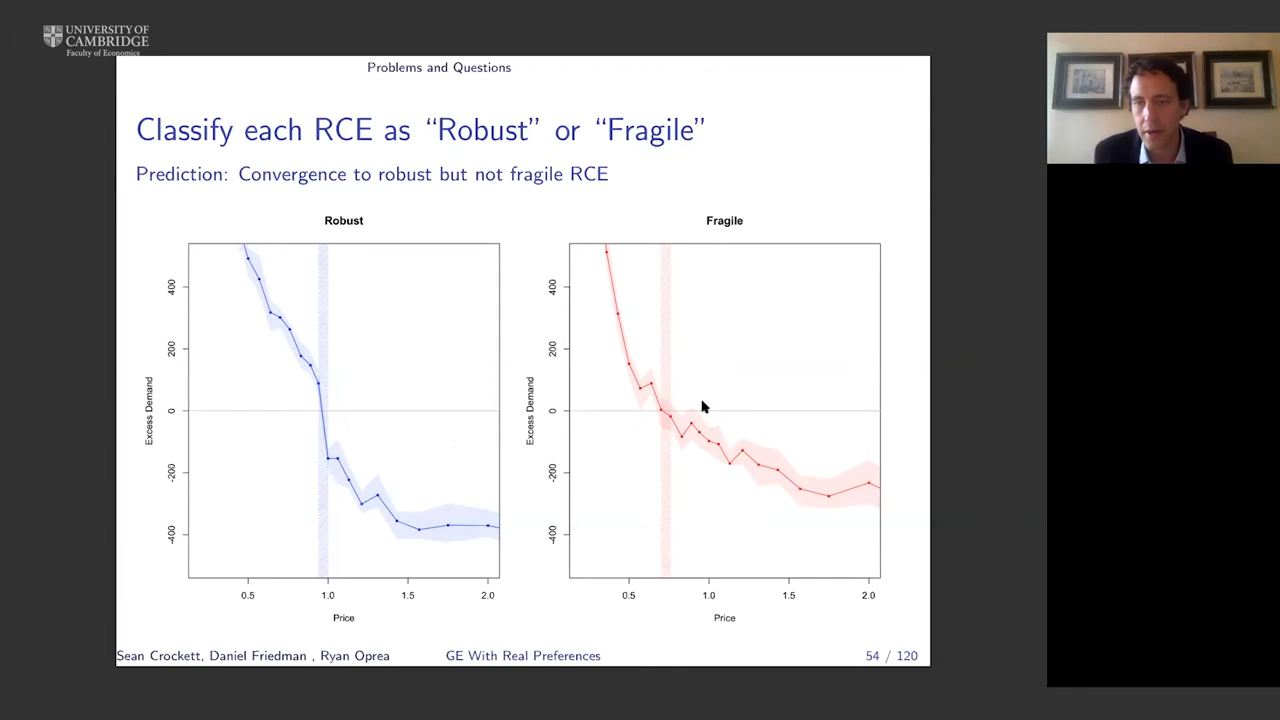 UNIVERSITY OF
CAMBRIDGE
Faculty of Economics
Problems and Questions
Classify each RCE as “Robust” or “Fragile”
Prediction: Convergence to robust but not fragile RCE
Robust
Excess Demand
400
200
0
-200
-400
0.5 1.0 1.5 2.0
Price
Fragile
Excess Demand
400
200
0
-200
-400
0.5 1.0 1.5 2.0
Price
Sean Crockett, Daniel Friedman , Ryan Oprea GE With Real Preferences 54 / 120